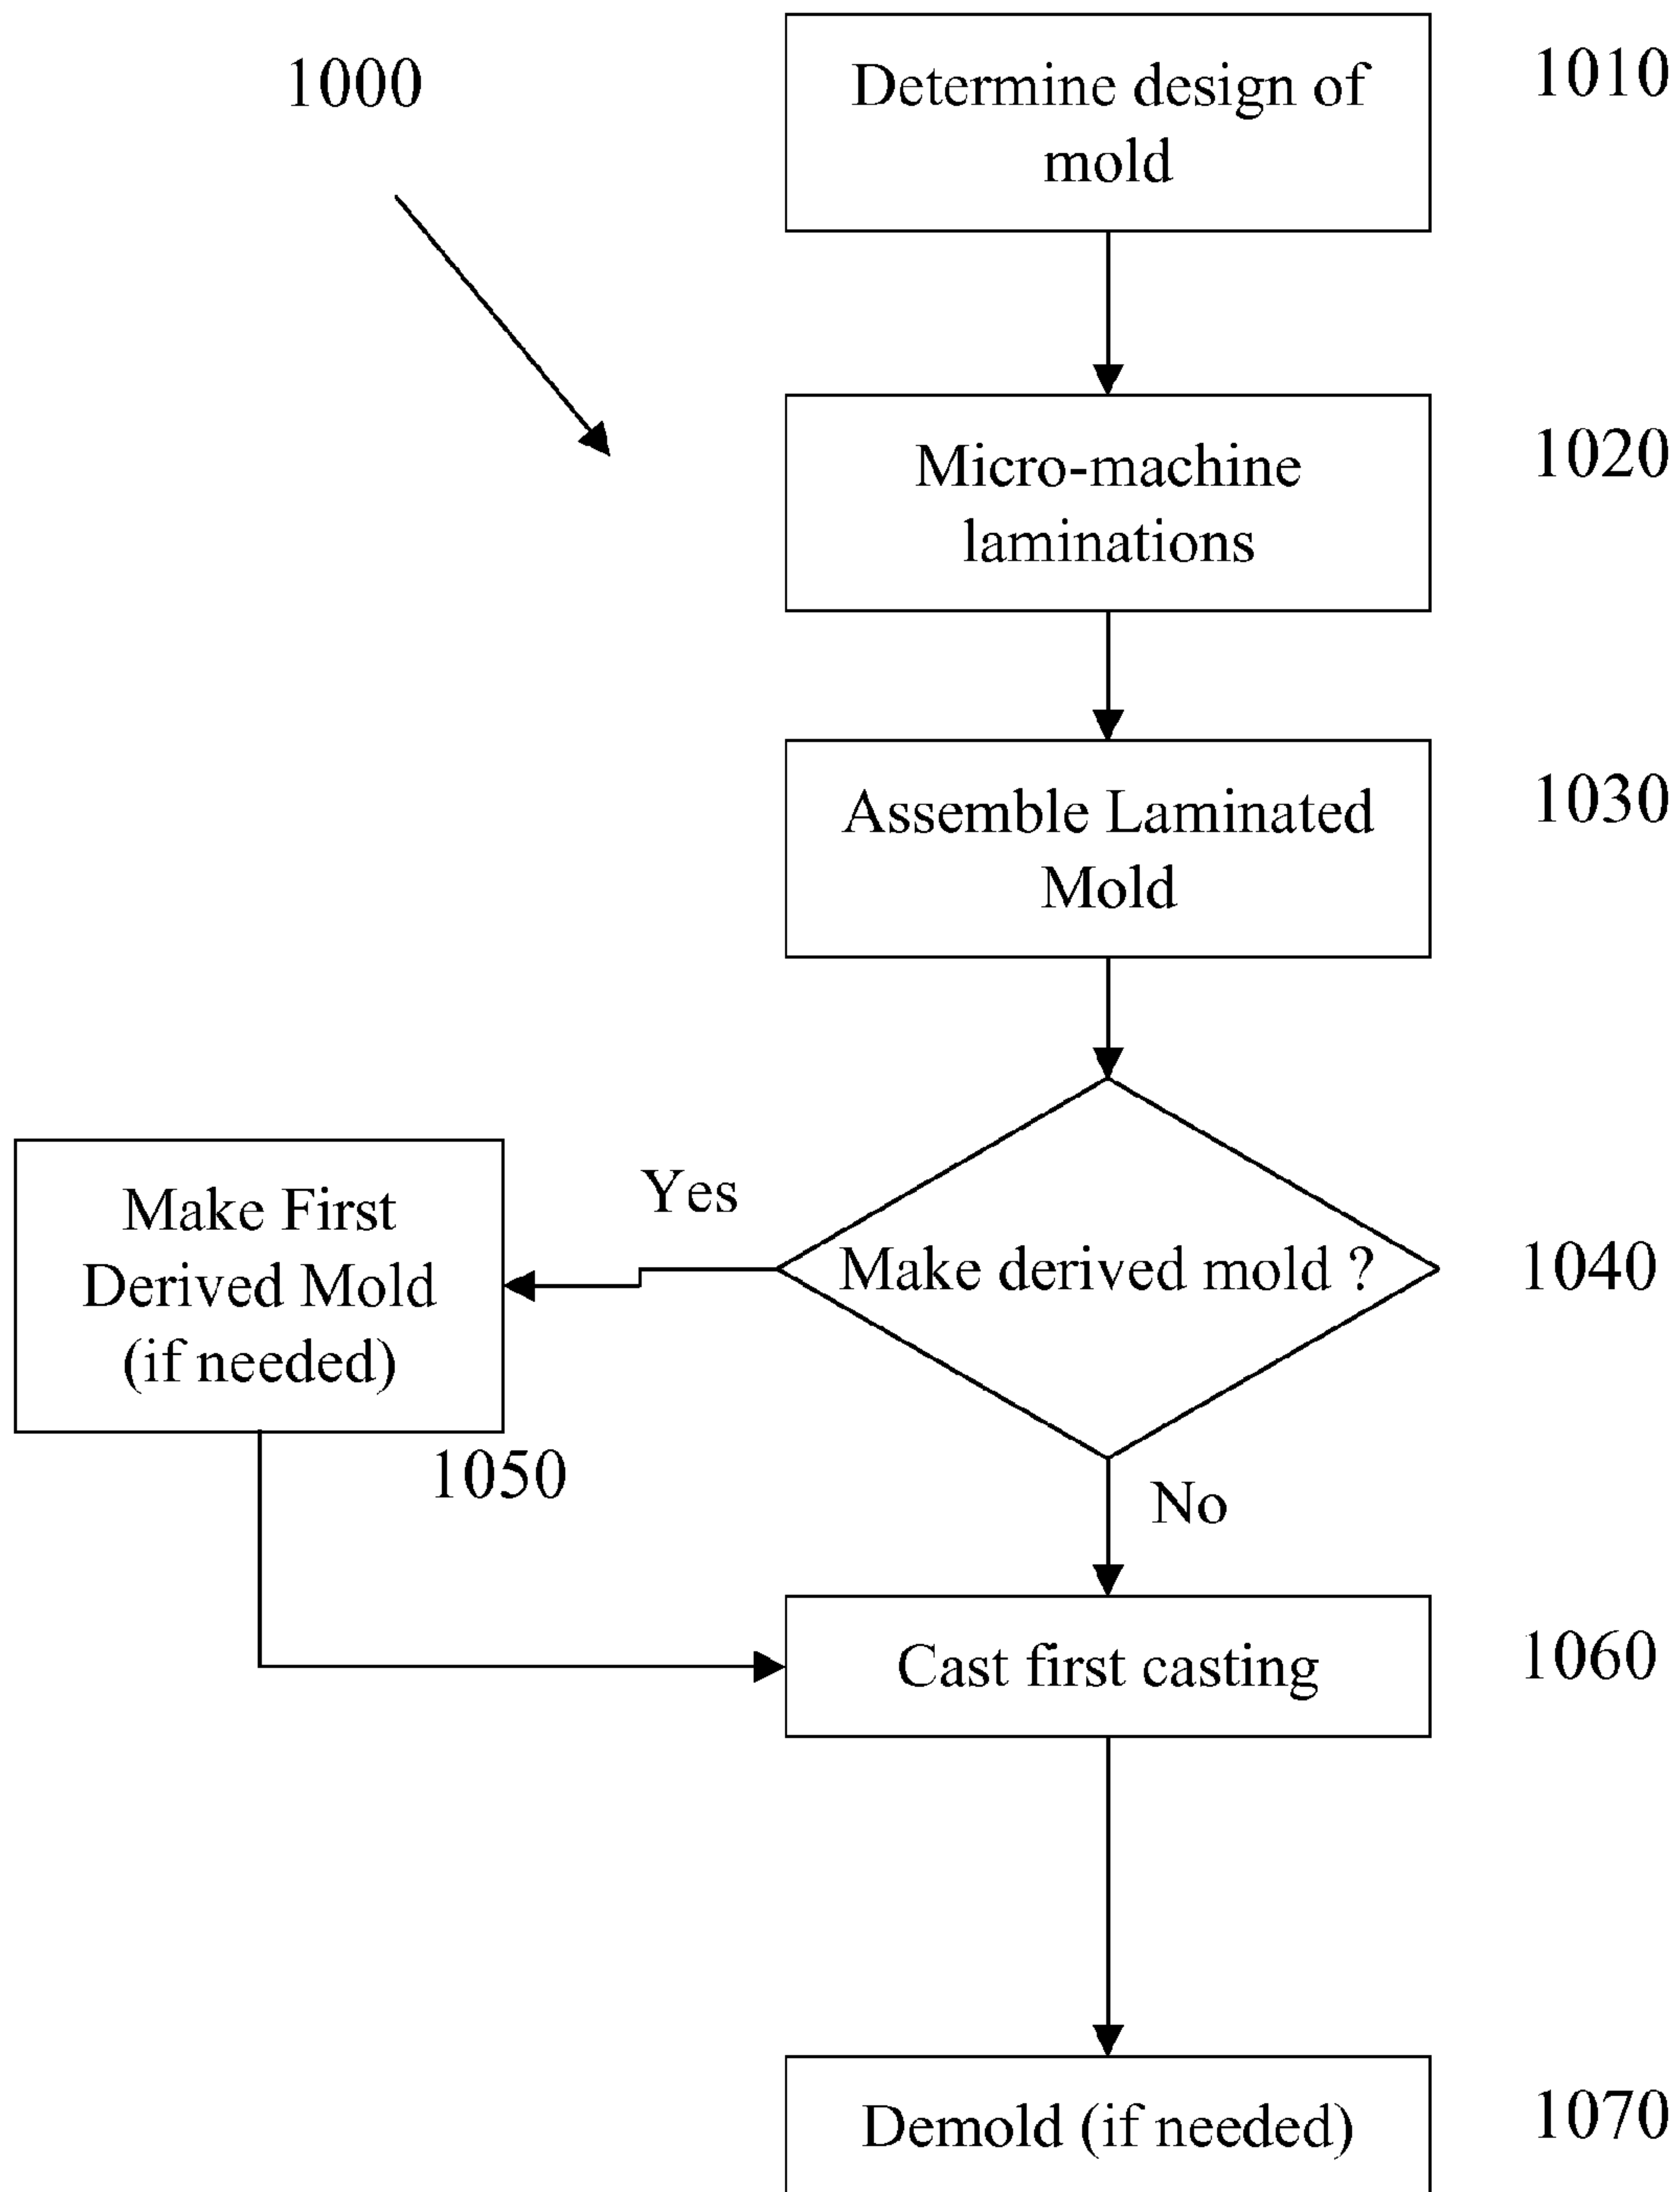 1000
Determine design of
mold
1010
Micro-machine
laminations
1020
Assemble Laminated
Mold
1030
Make derived mold ?
1040
Yes
Make First
Derived Mold
(if needed)
1050
No
Cast first casting
1060
Demold (if needed)
1070